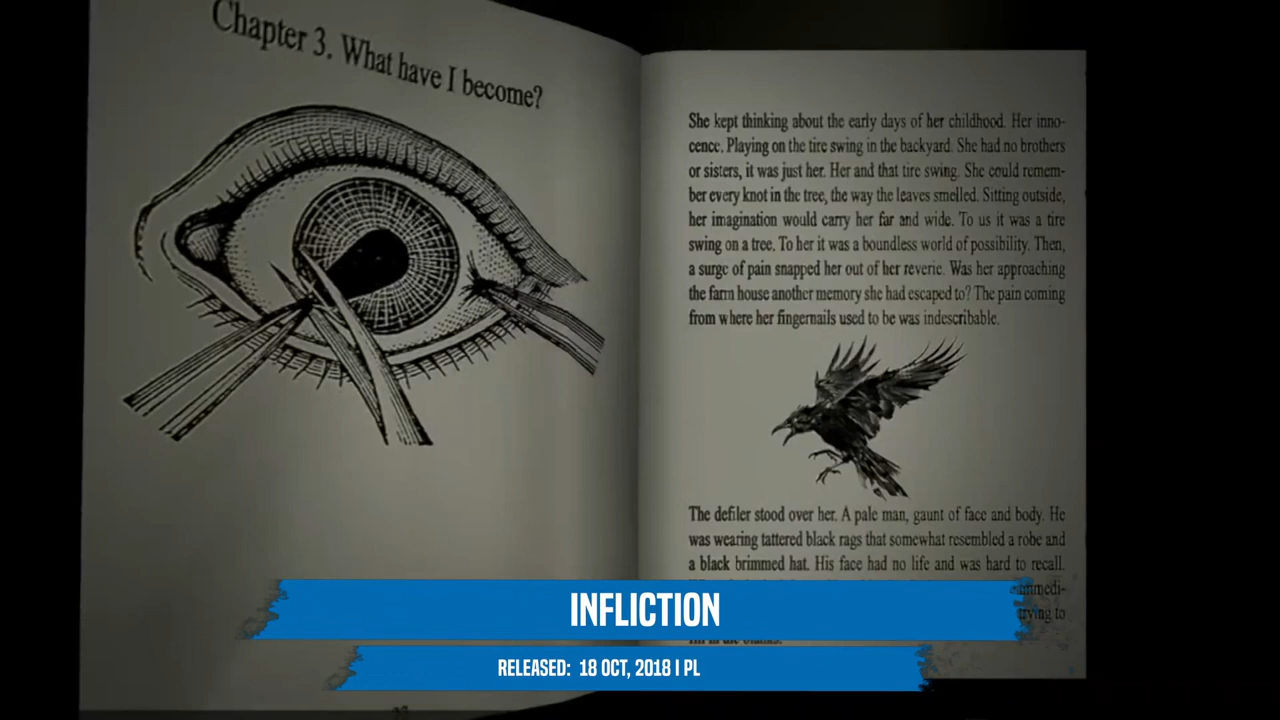 Chapter 3. What have I become?
She kept thinking about the early days of her childhood. Her inno-
cence. Playing on the tire swing in the backyard. She had no brothers
or sisters, it was just her. Her and that tire swing. She could remem-
ber every knot in the tree, the way the leaves smelled. Sitting outside,
her imagination would carry her far and wide. To us it was a tire
swing on a tree. To her it was a boundless world of possibility. Then,
a surge of pain snapped her out of her reverie. Was her approaching
the farm house another memory she had escaped to? The pain coming
from where her fingernails used to be was indescribable.
The defiler stood over her. A pale man, gaunt of face and body. He
was wearing tattered black rags that somewhat resembled a robe and
a black brimmed hat. His face had no life and was hard to recall.
immedi-
trying to
INFLICTION
RELEASED: 18 OCT, 2018 I PL